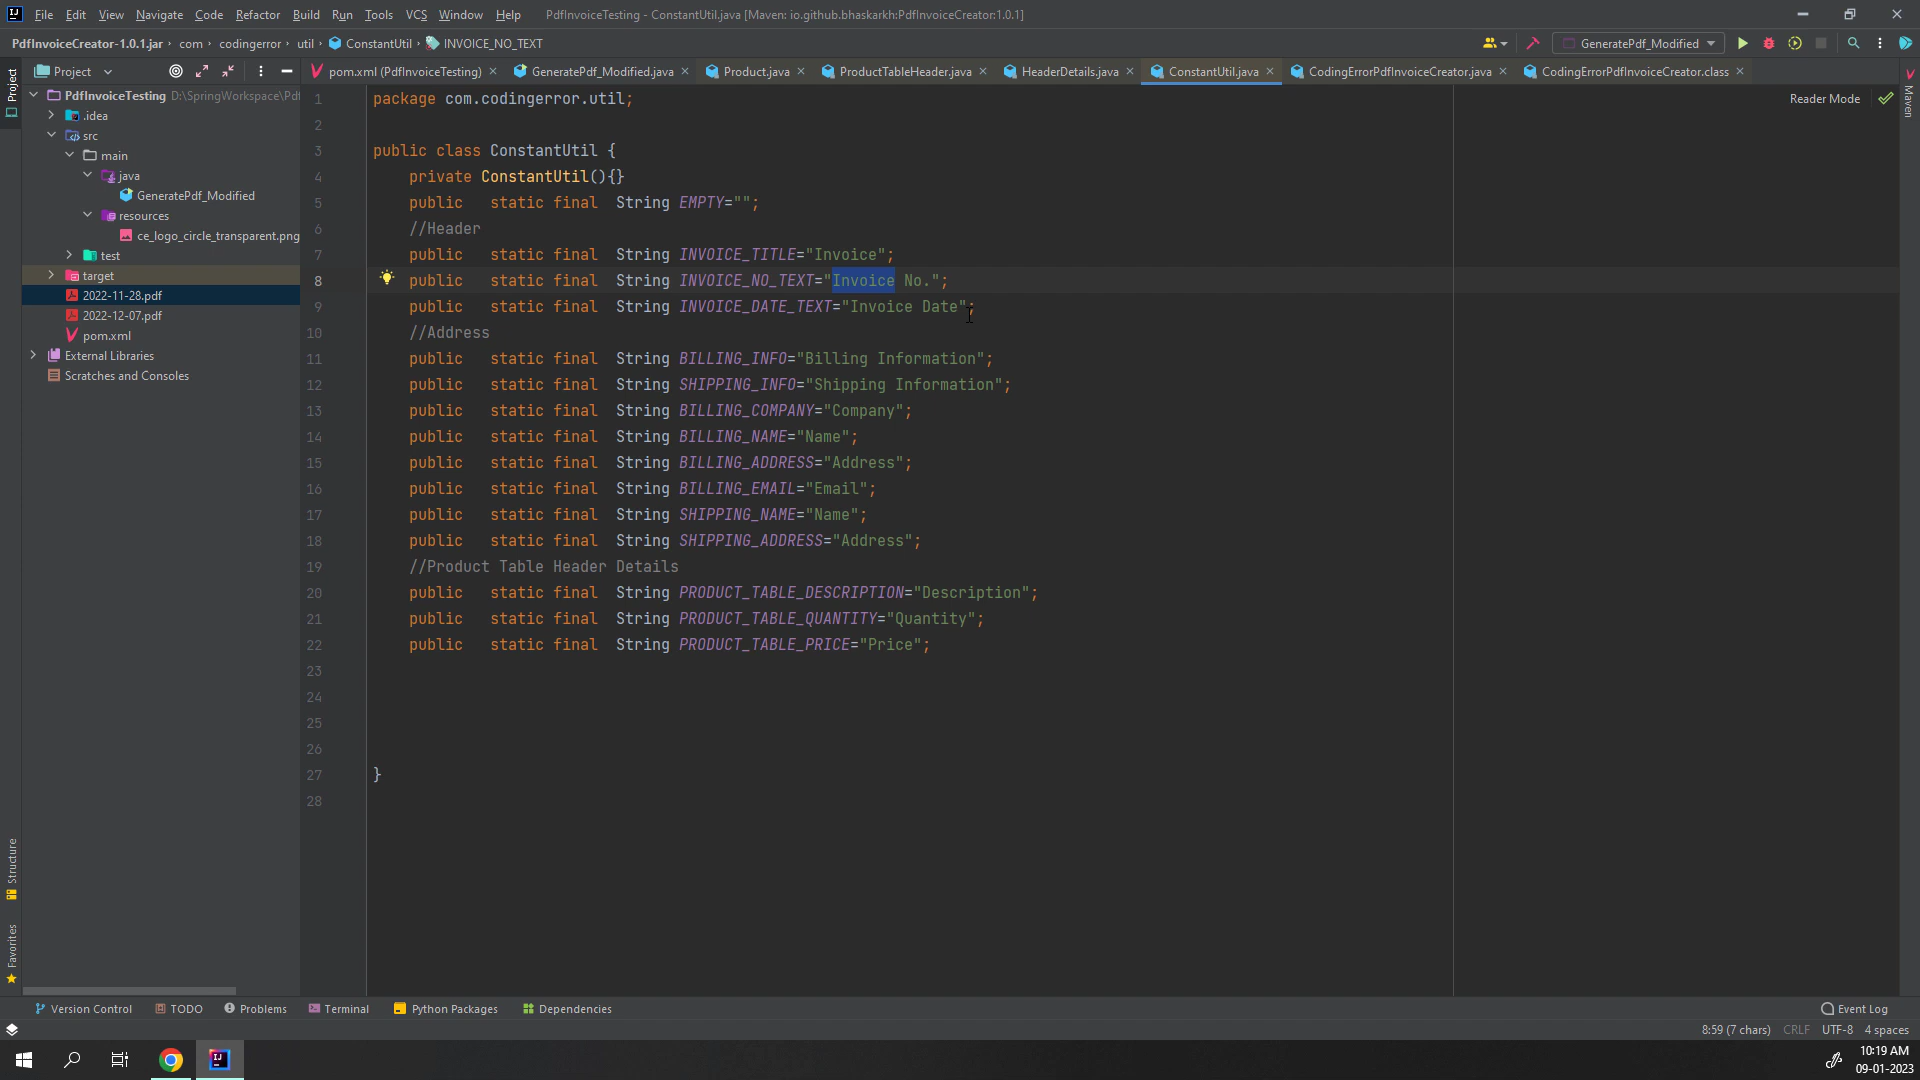 File Edit View Navigate Code Refactor Build Run Tools VCS Window Help PdfInvoiceTesting - ConstantUtil.java [Maven: io.github.bhaskarkh:PdfInvoiceCreator:1.0.1]
PdfInvoiceCreator-1.0.1.jar com codingerror util ConstantUtil INVOICE_NO_TEXT GeneratePdf_Modified
Project pom.xml (PdfInvoiceTesting) GeneratePdf_Modified.java Product.java ProductTableHeader.java HeaderDetails.java ConstantUtil.java CodingErrorPdfInvoiceCreator.java CodingErrorPdfInvoiceCreator.class
Project
Maven
Reader Mode
PdfInvoiceTesting D:\SpringWorkspace\Pdf
.idea
src
main
java
GeneratePdf_Modified
resources
ce_logo_circle_transparent.png
test
target
2022-11-28.pdf
2022-12-07.pdf
pom.xml
External Libraries
Scratches and Consoles
1 package com.codingerror.util;
2
3 public class ConstantUtil {
4 private ConstantUtil(){}
5 public static final String EMPTY="";
6 //Header
7 public static final String INVOICE_TITLE="Invoice";
8 public static final String INVOICE_NO_TEXT="Invoice No.";
9 public static final String INVOICE_DATE_TEXT="Invoice Date";
10 //Address
11 public static final String BILLING_INFO="Billing Information";
12 public static final String SHIPPING_INFO="Shipping Information";
13 public static final String BILLING_COMPANY="Company";
14 public static final String BILLING_NAME="Name";
15 public static final String BILLING_ADDRESS="Address";
16 public static final String BILLING_EMAIL="Email";
17 public static final String SHIPPING_NAME="Name";
18 public static final String SHIPPING_ADDRESS="Address";
19 //Product Table Header Details
20 public static final String PRODUCT_TABLE_DESCRIPTION="Description";
21 public static final String PRODUCT_TABLE_QUANTITY="Quantity";
22 public static final String PRODUCT_TABLE_PRICE="Price";
23
24
25
26
27 }
28
Structure
Favorites
Version Control TODO Problems Terminal Python Packages Dependencies Event Log
8:59 (7 chars) CRLF UTF-8 4 spaces
10:19 AM
09-01-2023